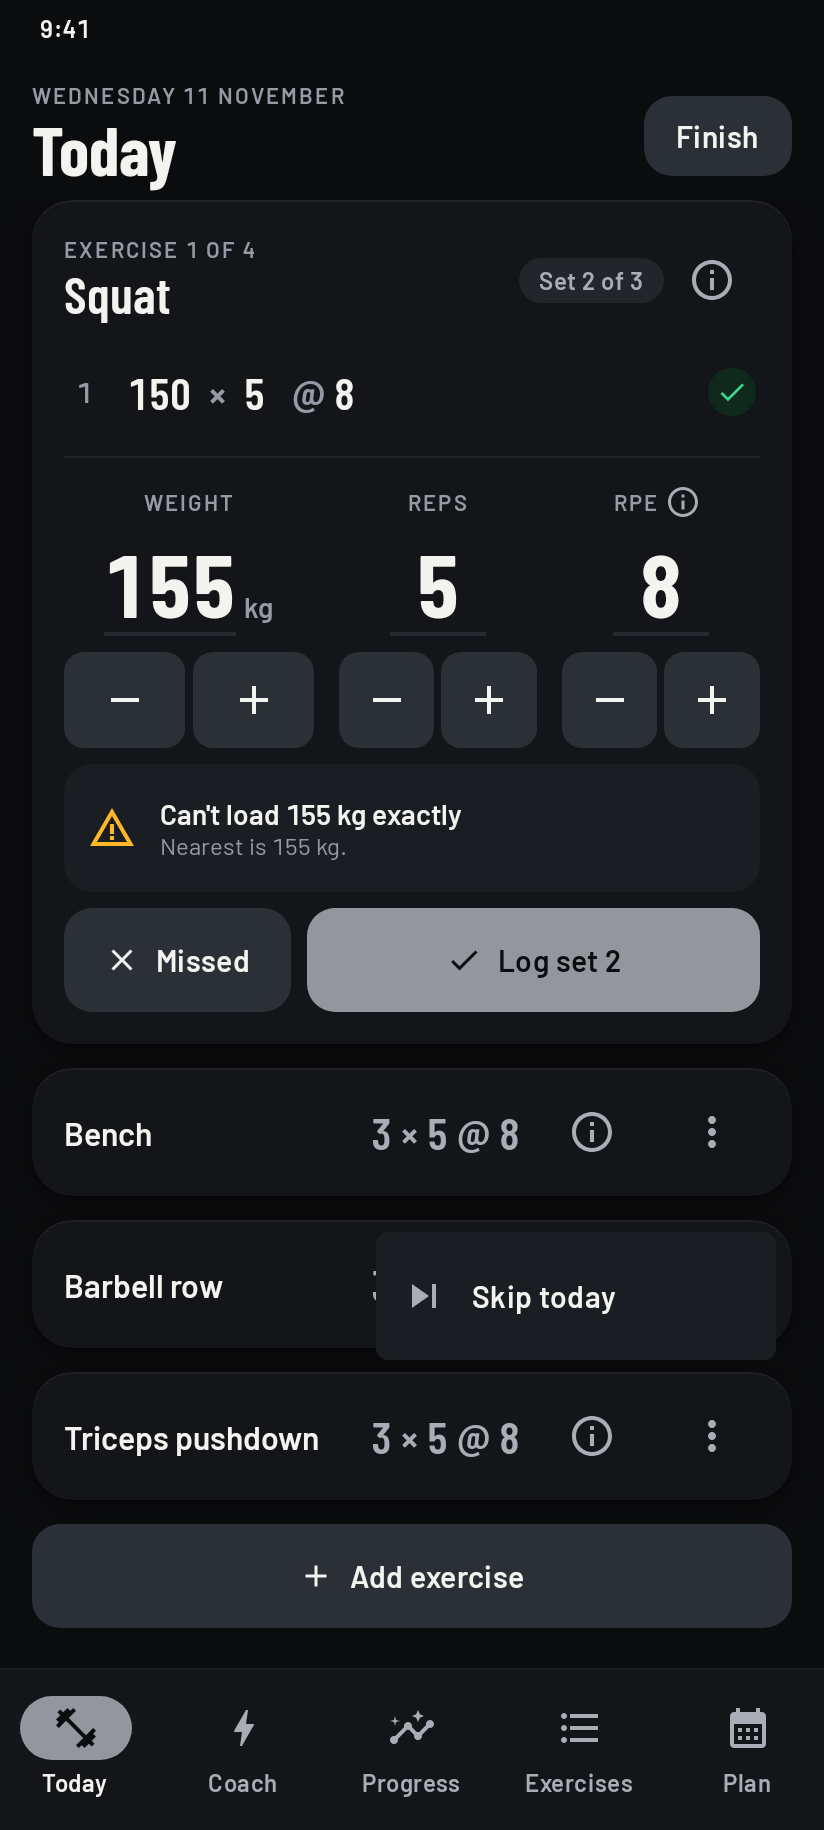 9:41
WEDNESDAY 11 NOVEMBER
Today
Finish
EXERCISE 1 OF 4
Squat
Set 2 of 3
1 150 × 5 @ 8
WEIGHT REPS RPE
155 kg 5 8
Can't load 155 kg exactly
Nearest is 155 kg.
Missed
Log set 2
Bench 3 × 5 @ 8
Barbell row
Skip today
Triceps pushdown 3 × 5 @ 8
Add exercise
Today Coach Progress Exercises Plan